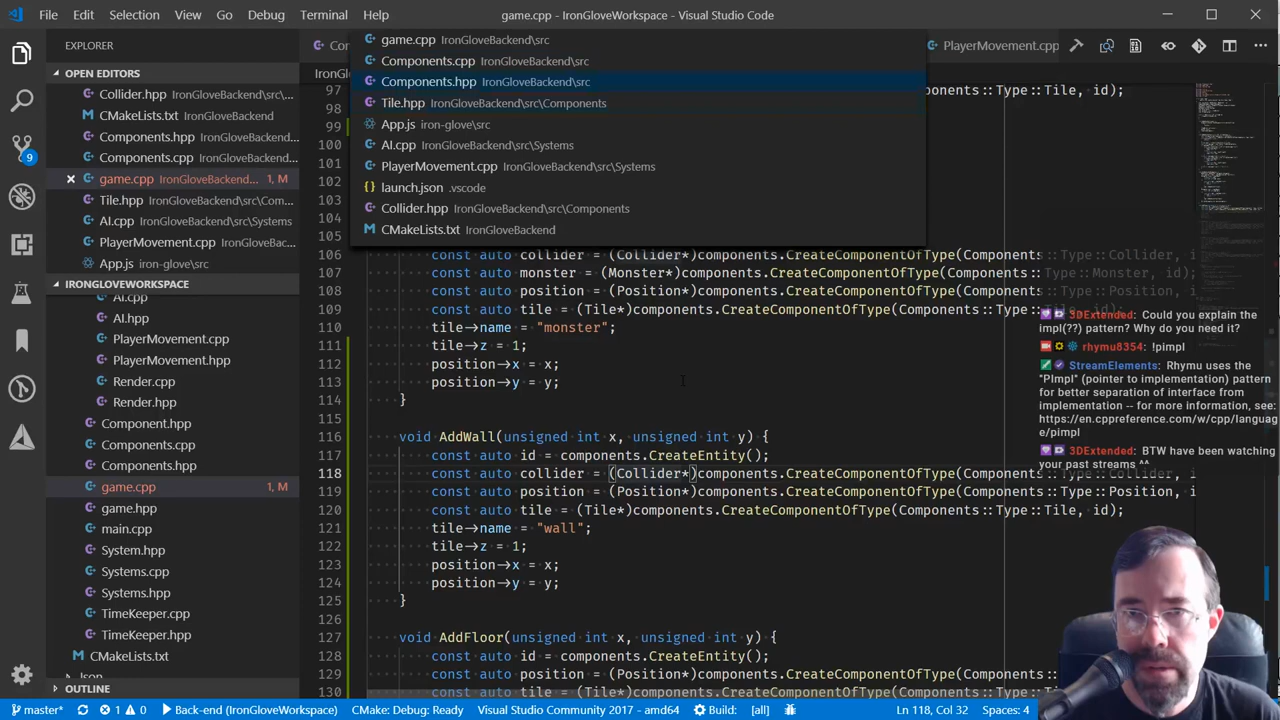 File Edit Selection View Go Debug Terminal Help
game.cpp - IronGloveWorkspace - Visual Studio Code
EXPLORER
OPEN EDITORS
Collider.hpp IronGloveBackend\src\...
CMakeLists.txt IronGloveBackend
Components.hpp IronGloveBackend\src
Components.cpp IronGloveBackend\src
game.cpp IronGloveBackend... 1, M
Tile.hpp IronGloveBackend\src\Com...
AI.cpp IronGloveBackend\src\Systems
PlayerMovement.cpp IronGloveBac...
App.js iron-glove\src
IRONGLOVEWORKSPACE
AI.cpp
AI.hpp
PlayerMovement.cpp
PlayerMovement.hpp
Render.cpp
Render.hpp
Component.hpp
Components.cpp
Components.hpp
game.cpp 1, M
game.hpp
main.cpp
System.hpp
Systems.cpp
Systems.hpp
TimeKeeper.cpp
TimeKeeper.hpp
CMakeLists.txt
Json
OUTLINE
9
PlayerMovement.cpp
game.cpp IronGloveBackend\src
Components.cpp IronGloveBackend\src
Components.hpp IronGloveBackend\src
Tile.hpp IronGloveBackend\src\Components
App.js iron-glove\src
AI.cpp IronGloveBackend\src\Systems
PlayerMovement.cpp IronGloveBackend\src\Systems
launch.json .vscode
Collider.hpp IronGloveBackend\src\Components
CMakeLists.txt IronGloveBackend
97 omponents::Type::Tile, id);
98
99
100
101
102
103
104
105
106 const auto collider = (Collider*)components.CreateComponentOfType(Components::Type::Collider, i
107 const auto monster = (Monster*)components.CreateComponentOfType(Components::Type::Monster, id);
108 const auto position = (Position*)components.CreateComponentOfType(Components::Type::Position, i
109 const auto tile = (Tile*)components.CreateComponentOfType(Components::Type::Tile, id);
110 tile->name = "monster";
111 tile->z = 1;
112 position->x = x;
113 position->y = y;
114 }
115
116 void AddWall(unsigned int x, unsigned int y) {
117 const auto id = components.CreateEntity();
118 const auto collider = (Collider*)components.CreateComponentOfType(Components::Type::Collider, i
119 const auto position = (Position*)components.CreateComponentOfType(Components::Type::Position, i
120 const auto tile = (Tile*)components.CreateComponentOfType(Components::Type::Tile, id);
121 tile->name = "wall";
122 tile->z = 1;
123 position->x = x;
124 position->y = y;
125 }
126
127 void AddFloor(unsigned int x, unsigned int y) {
128 const auto id = components.CreateEntity();
129 const auto position = (Position*)components.CreateComponentOfType(Components::Type::
130 const auto tile = (Tile*)components.CreateComponentOfType(Components::Type::T
3DExtended: Could you explain the
impl(??) pattern? Why do you need it?
rhymu8354: !pimpl
StreamElements: Rhymu uses the
"PImpl" (pointer to implementation) pattern
for better separation of interface from
implementation -- for more information, see:
https://en.cppreference.com/w/cpp/languag
e/pimpl
3DExtended: BTW have been watching
your past streams ^^
master* 1 0 Back-end (IronGloveWorkspace) CMake: Debug: Ready Visual Studio Community 2017 - amd64 Build: [all] Ln 118, Col 32 Spaces: 4